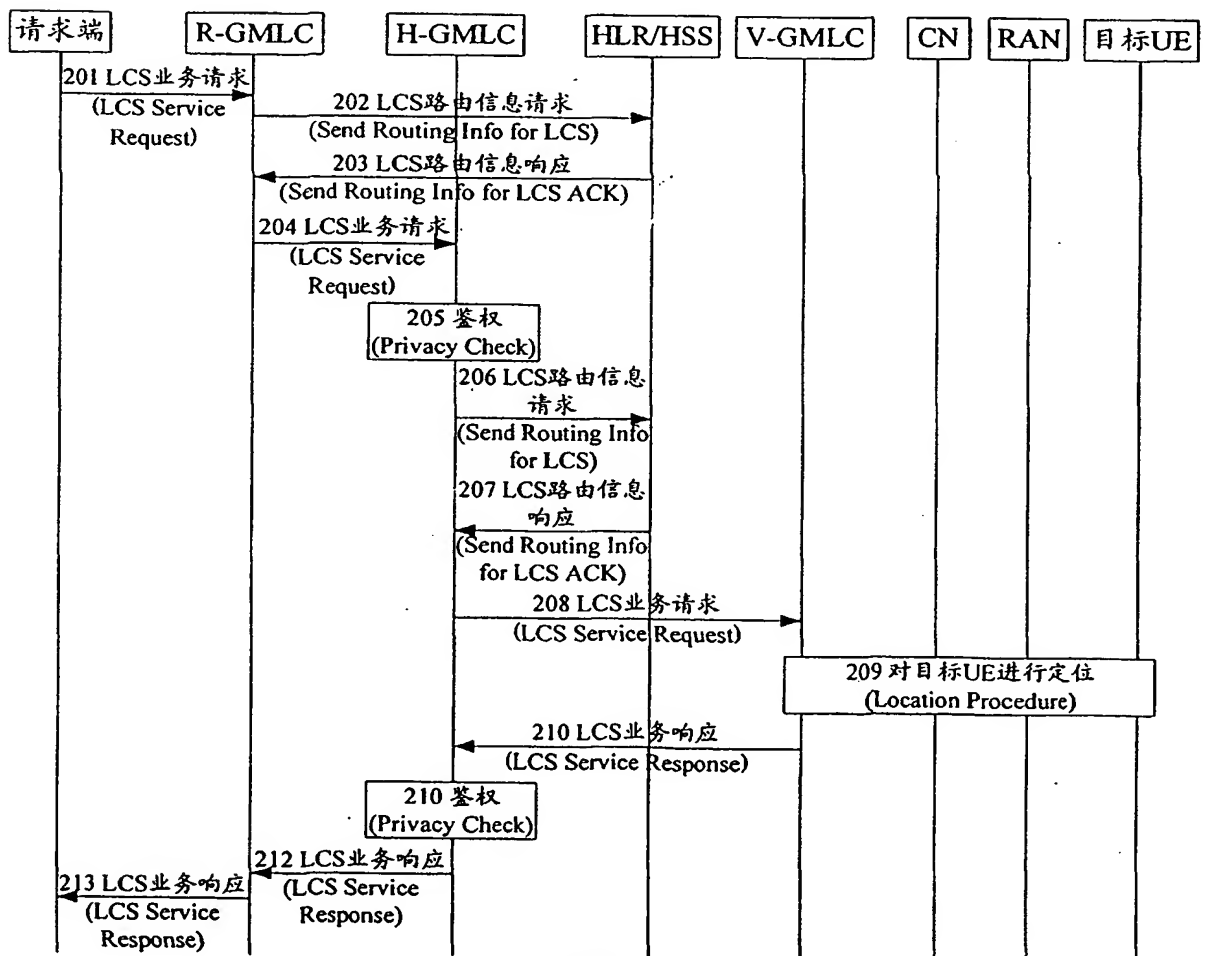 请求端
R-GMLC
H-GMLC
HLR/HSS
V-GMLC
CN
RAN
目标UE
201 LCS业务请求
(LCS Service
Request)
202 LCS路由信息请求
(Send Routing Info for LCS)
203 LCS路由信息响应
(Send Routing Info for LCS ACK)
204 LCS业务请求
(LCS Service
Request)
205 鉴权
(Privacy Check)
206 LCS路由信息
请求
(Send Routing Info
for LCS)
207 LCS路由信息
响应
(Send Routing Info
for LCS ACK)
208 LCS业务请求
(LCS Service Request)
209 对目标UE进行定位
(Location Procedure)
210 LCS业务响应
(LCS Service Response)
210 鉴权
(Privacy Check)
212 LCS业务响应
(LCS Service
Response)
213 LCS业务响应
(LCS Service
Response)